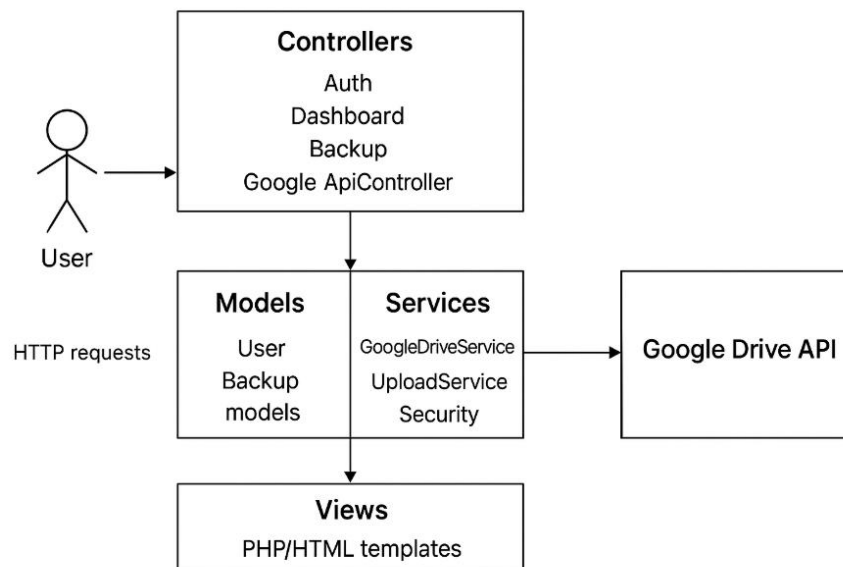 Controllers
Auth
Dashboard
Backup
Google ApiController
User
HTTP requests
Models
User
Backup
models
Services
GoogleDriveService
UploadService
Security
Google Drive API
Views
PHP/HTML templates